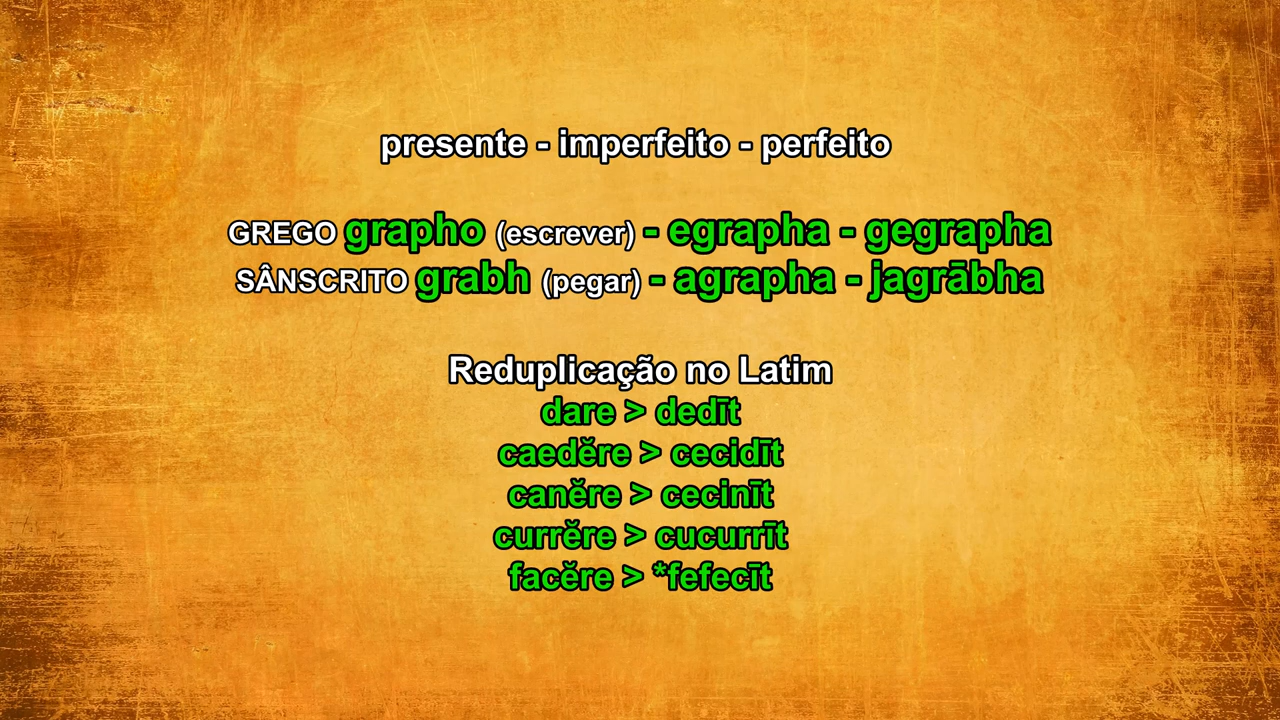 presente - imperfeito - perfeito
GREGO grapho (escrever) - egrapha - gegrapha
SÂNSCRITO grabh (pegar) - agrapha - jagrābha
Reduplicação no Latim
dare > dedīt
caedĕre > cecidīt
canĕre > cecinīt
currĕre > cucurrīt
facĕre > *fefecīt